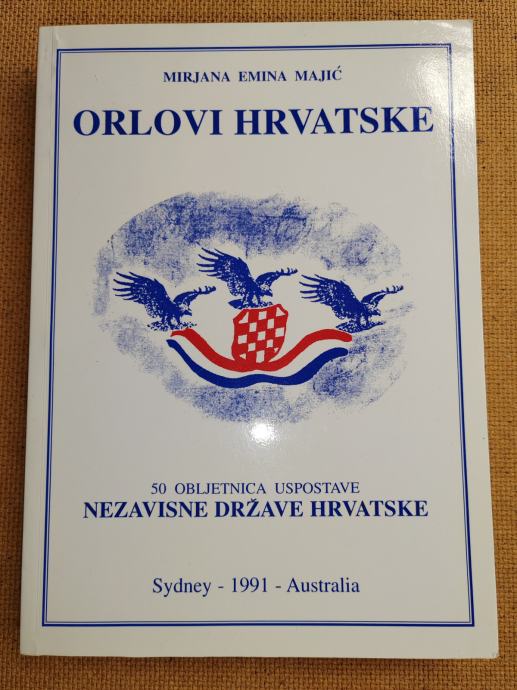 MIRJANA EMINA MAJIĆ
ORLOVI HRVATSKE
50 OBLJETNICA USPOSTAVE
NEZAVISNE DRŽAVE HRVATSKE
Sydney - 1991 - Australia